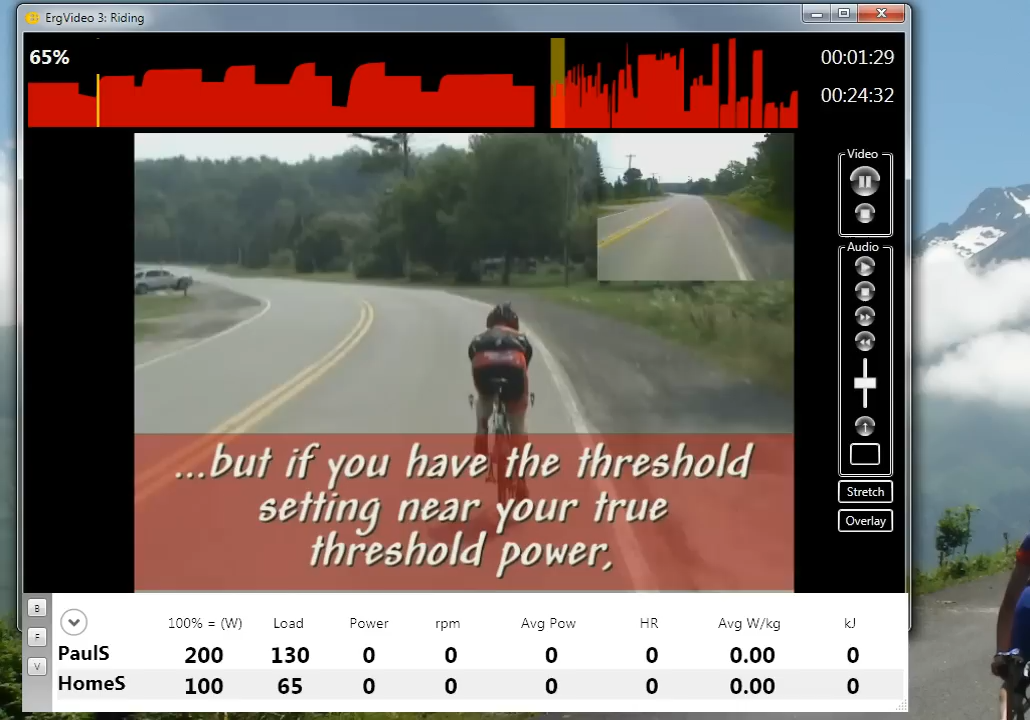 ErgVideo 3: Riding
65%
00:01:29
00:24:32
Video
Audio
Stretch
Overlay
...but if you have the threshold
setting near your true
threshold power,
B
F
V
100% = (W) Load Power rpm Avg Pow HR Avg W/kg kJ
PaulS 200 130 0 0 0 0 0.00 0
HomeS 100 65 0 0 0 0 0.00 0